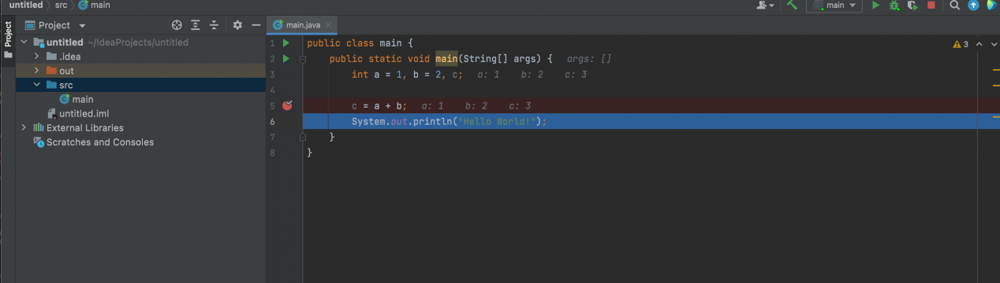 untitled src main
main
Project
Project
untitled ~/IdeaProjects/untitled
.idea
out
src
main
untitled.iml
External Libraries
Scratches and Consoles
main.java
3
1 public class main {
2 public static void main(String[] args) { args: []
3 int a = 1, b = 2, c; a: 1 b: 2 c: 3
4
5 c = a + b; a: 1 b: 2 c: 3
6 System.out.println("Hello World!");
7 }
8 }